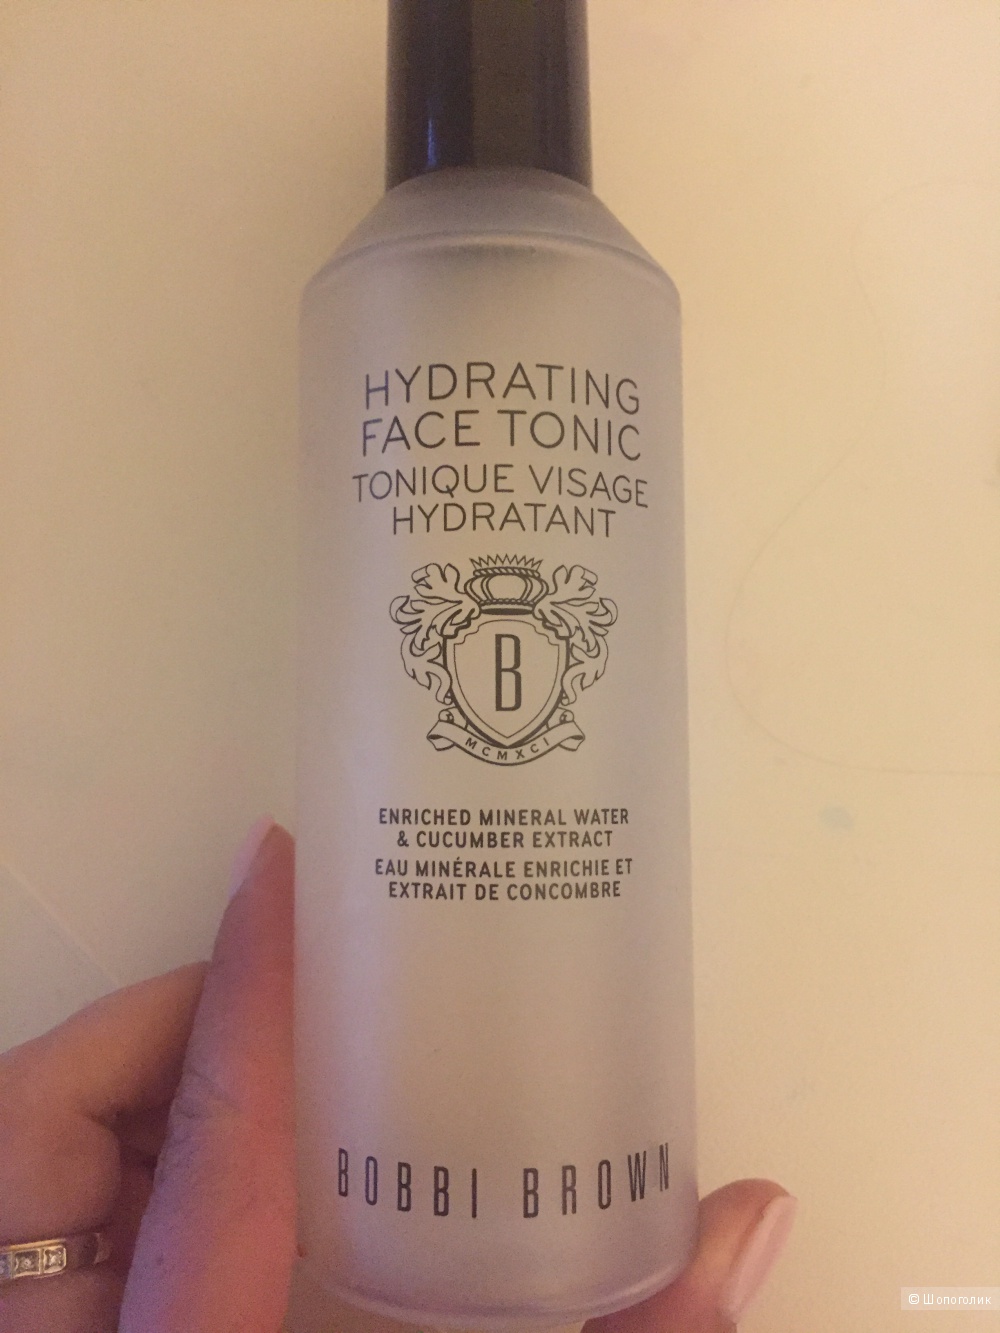 HYDRATING
FACE TONIC
TONIQUE VISAGE
HYDRATANT
B
MCMXCI
ENRICHED MINERAL WATER
& CUCUMBER EXTRACT
EAU MINÉRALE ENRICHIE ET
EXTRAIT DE CONCOMBRE
BOBBI BROWN
© Шопоголик